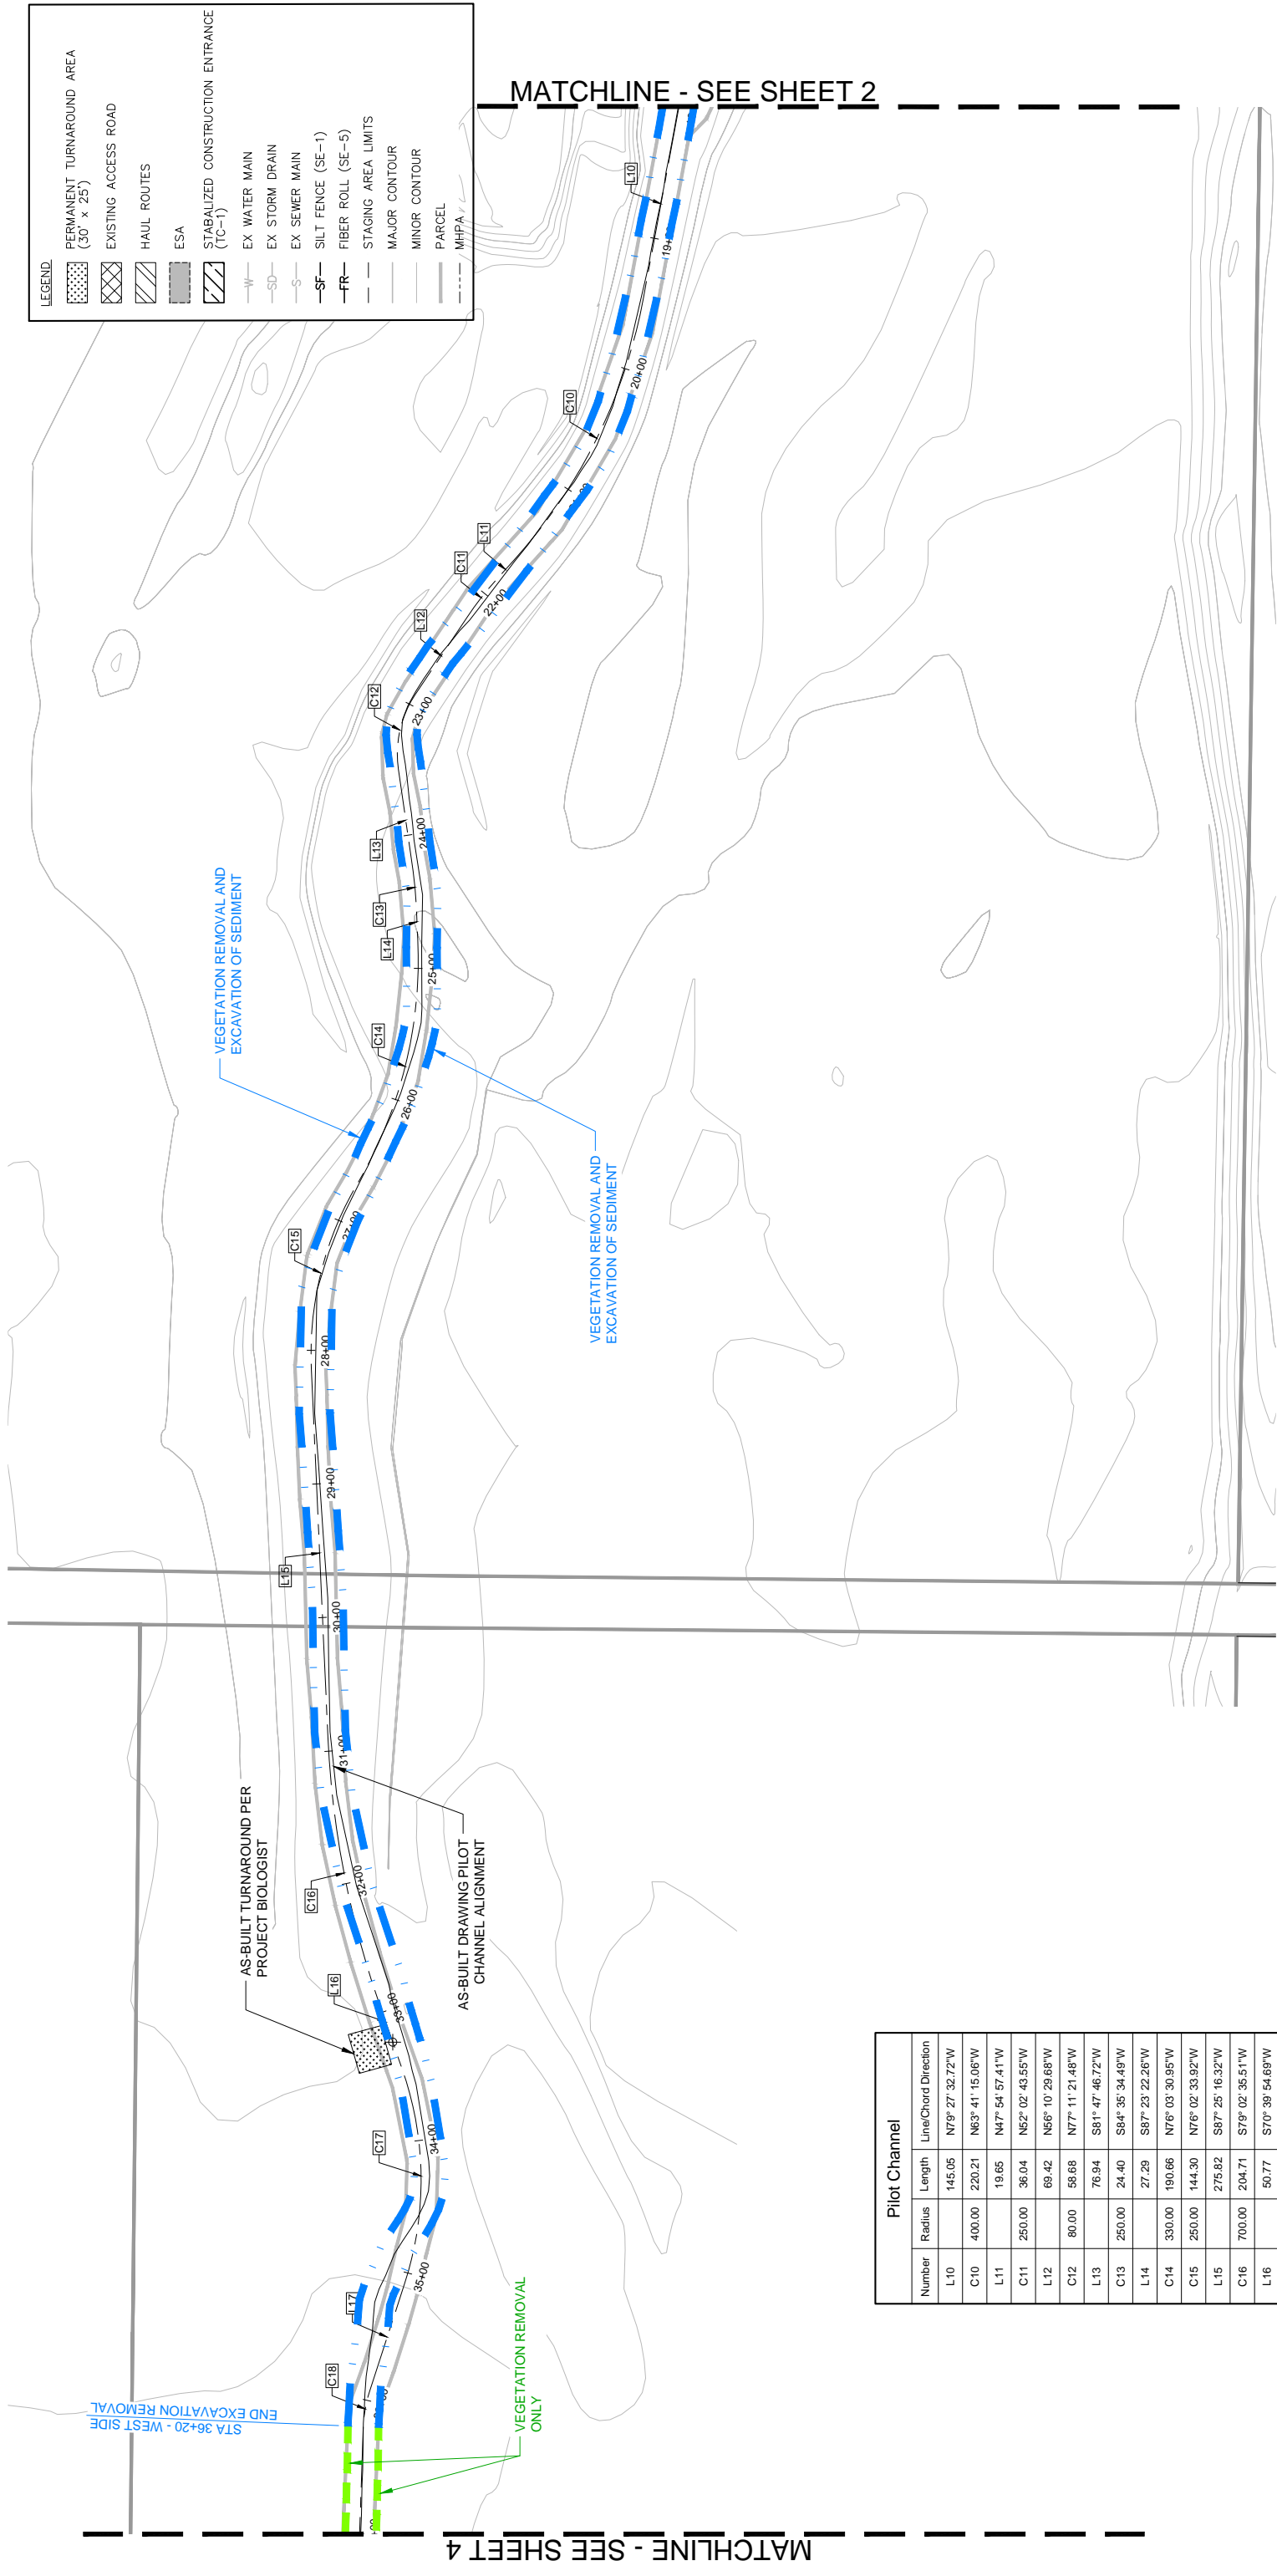 MATCHLINE - SEE SHEET 2
LEGEND
PERMANENT TURNAROUND AREA
(30' x 25')
EXISTING ACCESS ROAD
HAUL ROUTES
ESA
STABALIZED CONSTRUCTION ENTRANCE
(TC-1)
W EX WATER MAIN
SD EX STORM DRAIN
S EX SEWER MAIN
SF SILT FENCE (SE-1)
FR FIBER ROLL (SE-5)
STAGING AREA LIMITS
MAJOR CONTOUR
MINOR CONTOUR
PARCEL
MHPA
L10
C10
20+00
L11
C11
22+00
L12
C12
23+00
L13
24+00
C13
L14
25+00
C14
26+00
VEGETATION REMOVAL AND
EXCAVATION OF SEDIMENT
VEGETATION REMOVAL AND
EXCAVATION OF SEDIMENT
C15
27+00
28+00
29+00
L15
30+00
31+00
AS-BUILT TURNAROUND PER
PROJECT BIOLOGIST
AS-BUILT DRAWING PILOT
CHANNEL ALIGNMENT
C16
32+00
L16
33+00
C17
34+00
35+00
L17
C18
VEGETATION REMOVAL
ONLY
STA 36+20 - WEST SIDE
END EXCAVATION REMOVAL
MATCHLINE - SEE SHEET 4
Pilot Channel
Number Radius Length Line/Chord Direction
L10 145.05 N79° 27' 32.72"W
C10 400.00 220.21 N63° 41' 15.06"W
L11 19.65 N47° 54' 57.41"W
C11 250.00 36.04 N52° 02' 43.55"W
L12 69.42 N56° 10' 29.68"W
C12 80.00 58.68 N77° 11' 21.48"W
L13 76.94 S81° 47' 46.72"W
C13 250.00 24.40 S84° 35' 34.49"W
L14 27.29 S87° 23' 22.26"W
C14 330.00 190.66 N76° 03' 30.95"W
C15 250.00 144.30 N76° 02' 33.92"W
L15 275.82 S87° 25' 16.32"W
C16 700.00 204.71 S79° 02' 35.51"W
L16 50.77 S70° 39' 54.69"W